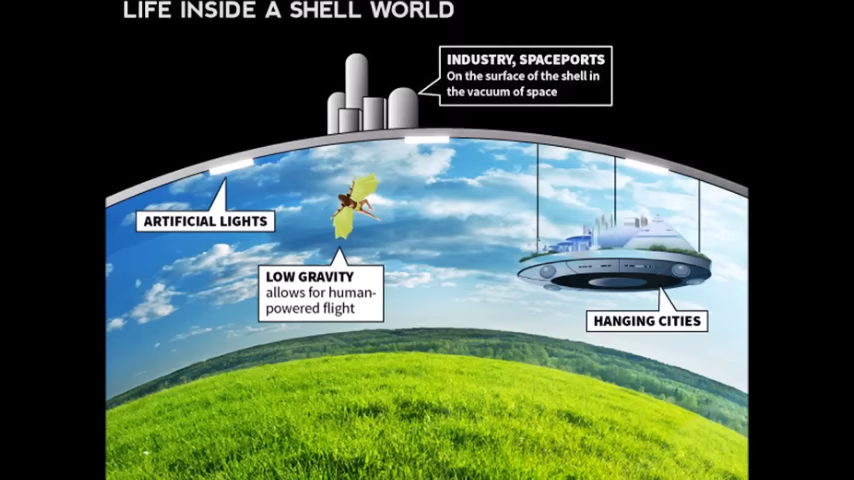 LIFE INSIDE A SHELL WORLD
INDUSTRY, SPACEPORTS
On the surface of the shell in
the vacuum of space
ARTIFICIAL LIGHTS
LOW GRAVITY
allows for human-
powered flight
HANGING CITIES